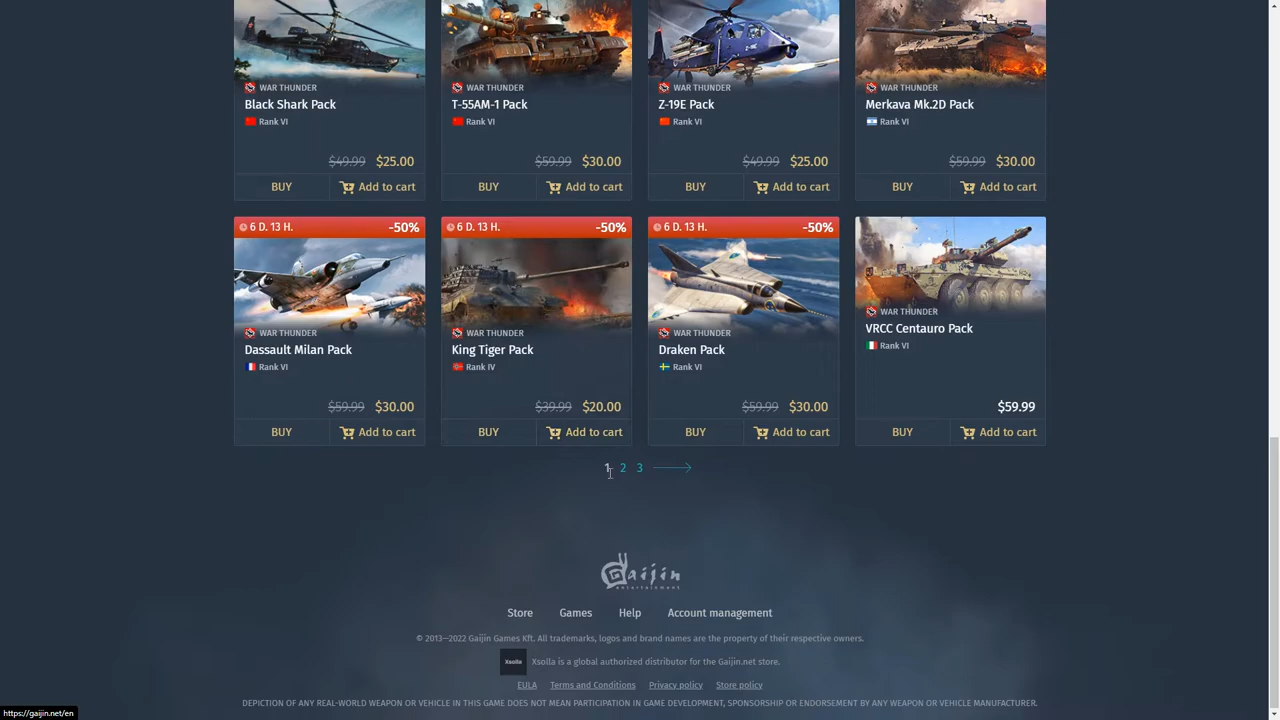 WAR THUNDER
Black Shark Pack
Rank VI
$49.99 $25.00
BUY Add to cart
WAR THUNDER
T-55AM-1 Pack
Rank VI
$59.99 $30.00
BUY Add to cart
Z-19E
WAR THUNDER
Z-19E Pack
Rank VI
$49.99 $25.00
BUY Add to cart
WAR THUNDER
Merkava Mk.2D Pack
Rank VI
$59.99 $30.00
BUY Add to cart
6 D. 13 H. -50%
WAR THUNDER
Dassault Milan Pack
Rank VI
$59.99 $30.00
BUY Add to cart
6 D. 13 H. -50%
WAR THUNDER
King Tiger Pack
Rank IV
$39.99 $20.00
BUY Add to cart
6 D. 13 H. -50%
WAR THUNDER
Draken Pack
Rank VI
$59.99 $30.00
BUY Add to cart
WAR THUNDER
VRCC Centauro Pack
Rank VI
$59.99
BUY Add to cart
1 2 3
Gaijin
entertainment
Store Games Help Account management
© 2013—2022 Gaijin Games Kft. All trademarks, logos and brand names are the property of their respective owners.
Xsolla Xsolla is a global authorized distributor for the Gaijin.net store.
EULA Terms and Conditions Privacy policy Store policy
DEPICTION OF ANY REAL-WORLD WEAPON OR VEHICLE IN THIS GAME DOES NOT MEAN PARTICIPATION IN GAME DEVELOPMENT, SPONSORSHIP OR ENDORSEMENT BY ANY WEAPON OR VEHICLE MANUFACTURER.
https://gaijin.net/en